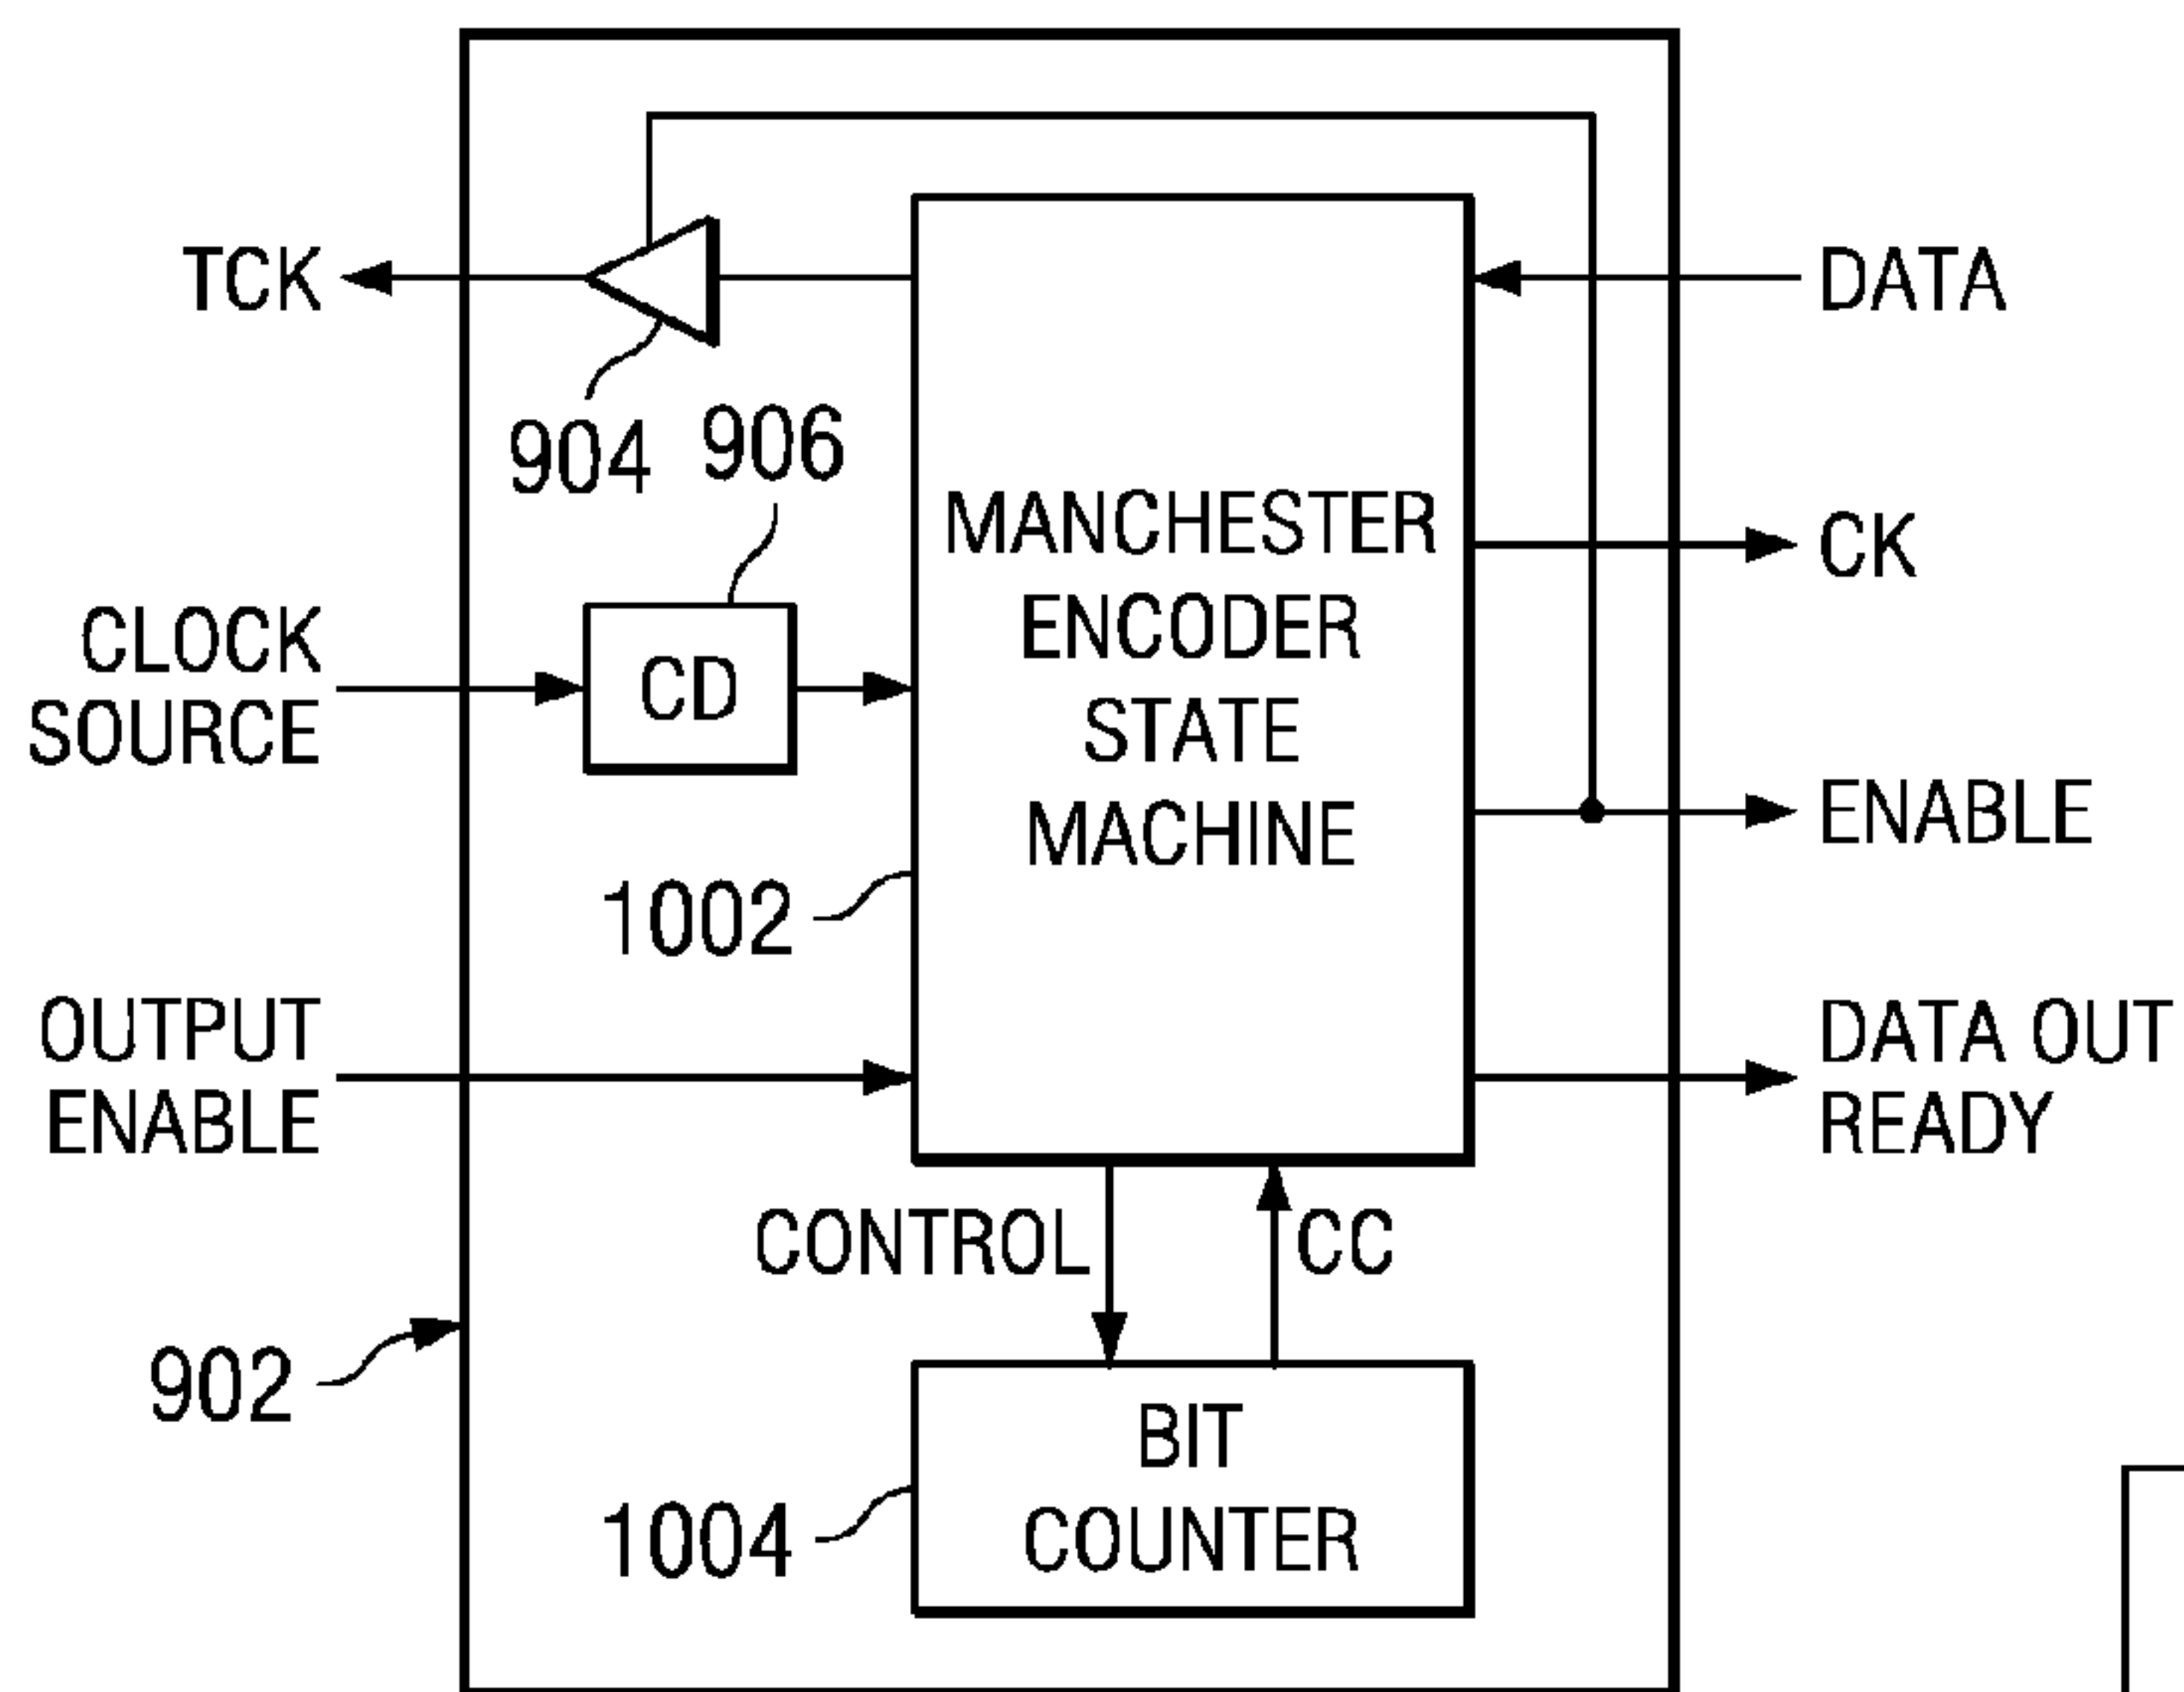 TCK
DATA
904
906
MANCHESTER
ENCODER
STATE
MACHINE
CK
CLOCK
SOURCE
CD
ENABLE
1002
OUTPUT
ENABLE
DATA OUT
READY
CONTROL
CC
902
BIT
COUNTER
1004